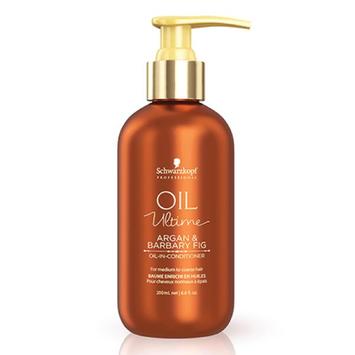 Schwarzkopf
PROFESSIONAL
OIL
Ultime
ARGAN &
BARBARY FIG
OIL-IN-CONDITIONER
For medium to coarse hair
BAUME ENRICHI EN HUILES
Pour cheveux normaux à épais
200ml net / 6.8 fl.oz